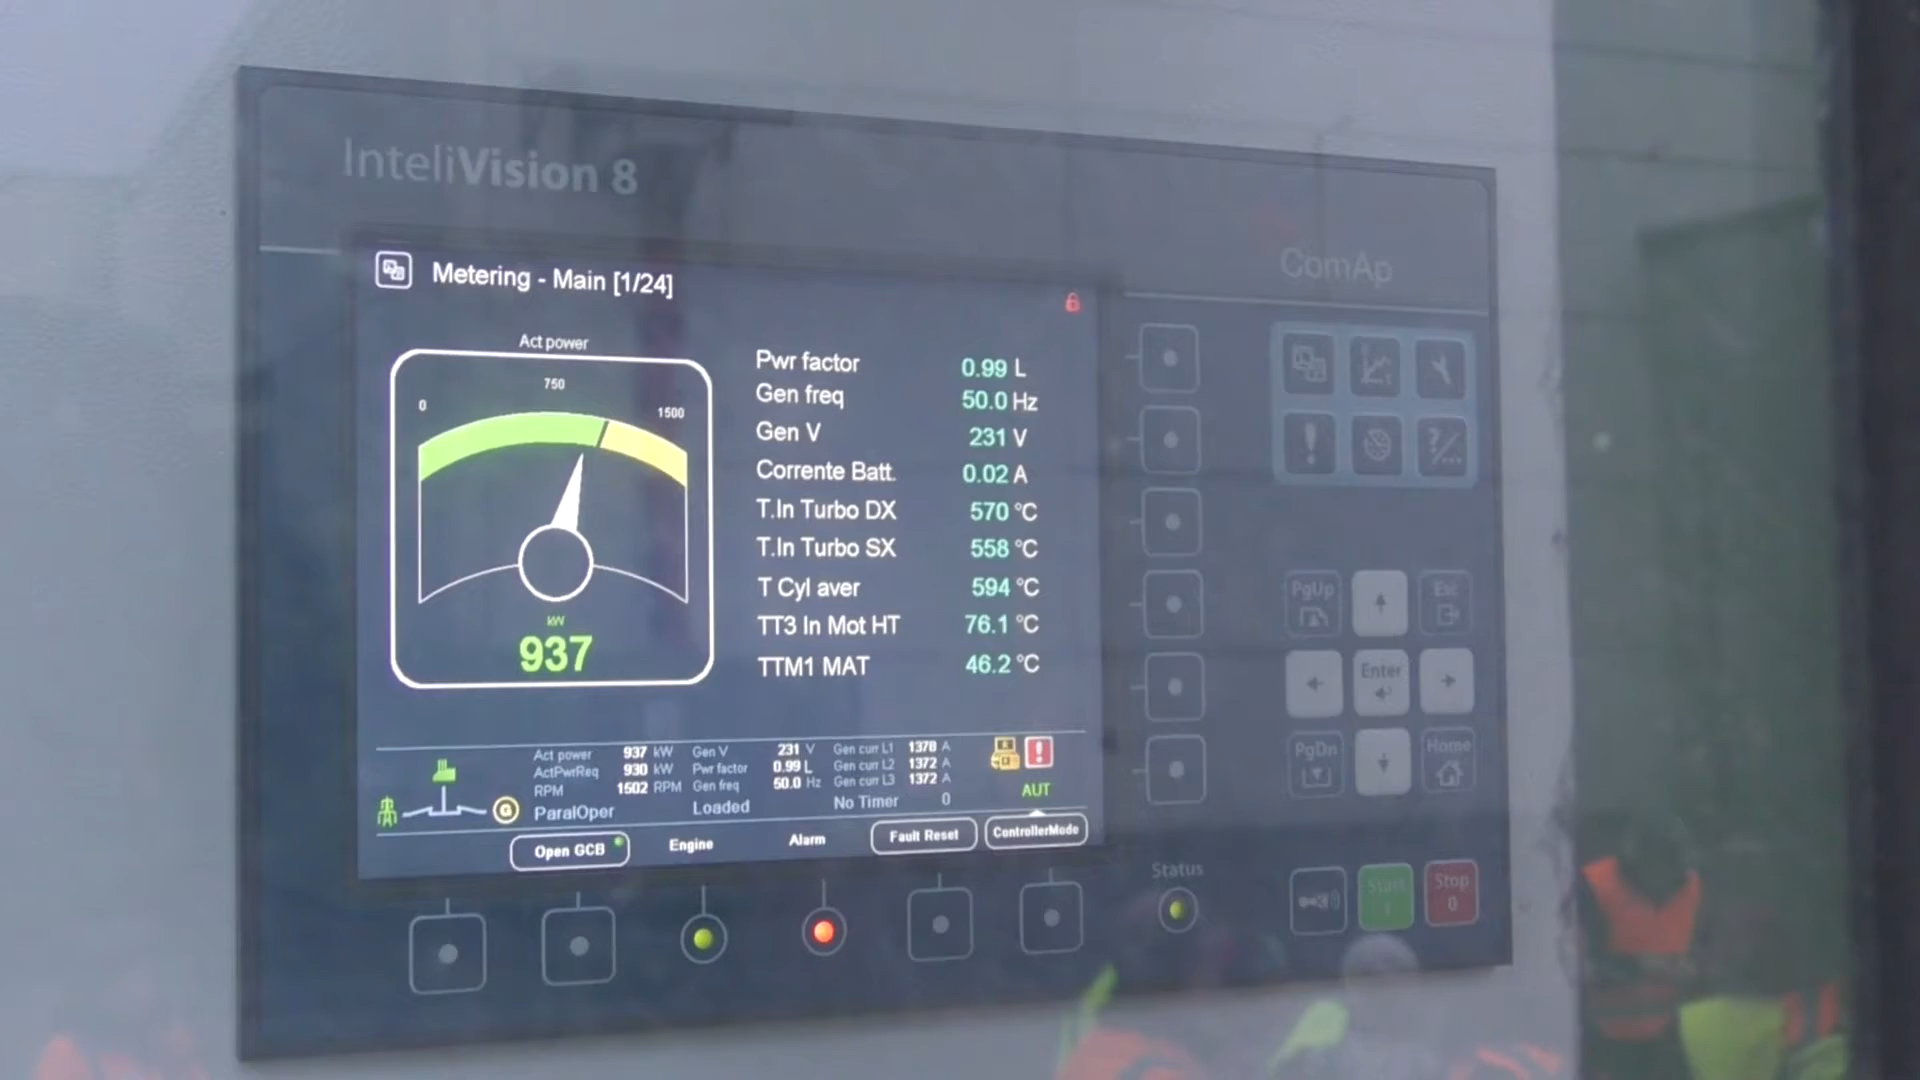 InteliVision 8
ComAp
Metering - Main [1/24]
Act power
0
750
1500
kW
937
Pwr factor 0.99 L
Gen freq 50.0 Hz
Gen V 231 V
Corrente Batt. 0.02 A
T.In Turbo DX 570 °C
T.In Turbo SX 558 °C
T Cyl aver 594 °C
TT3 In Mot HT 76.1 °C
TTM1 MAT 46.2 °C
Act power 937 kW Gen V 231 V Gen curr L1 1370 A
ActPwrReq 930 kW Pwr factor 0.99 L Gen curr L2 1372 A
RPM 1502 RPM Gen freq 50.0 Hz Gen curr L3 1372 A
G ParalOper Loaded No Timer 0 AUT
Open GCB Engine Alarm Fault Reset ControllerMode
Status
PgUp Esc
Enter
PgDn Home
Start I
Stop 0